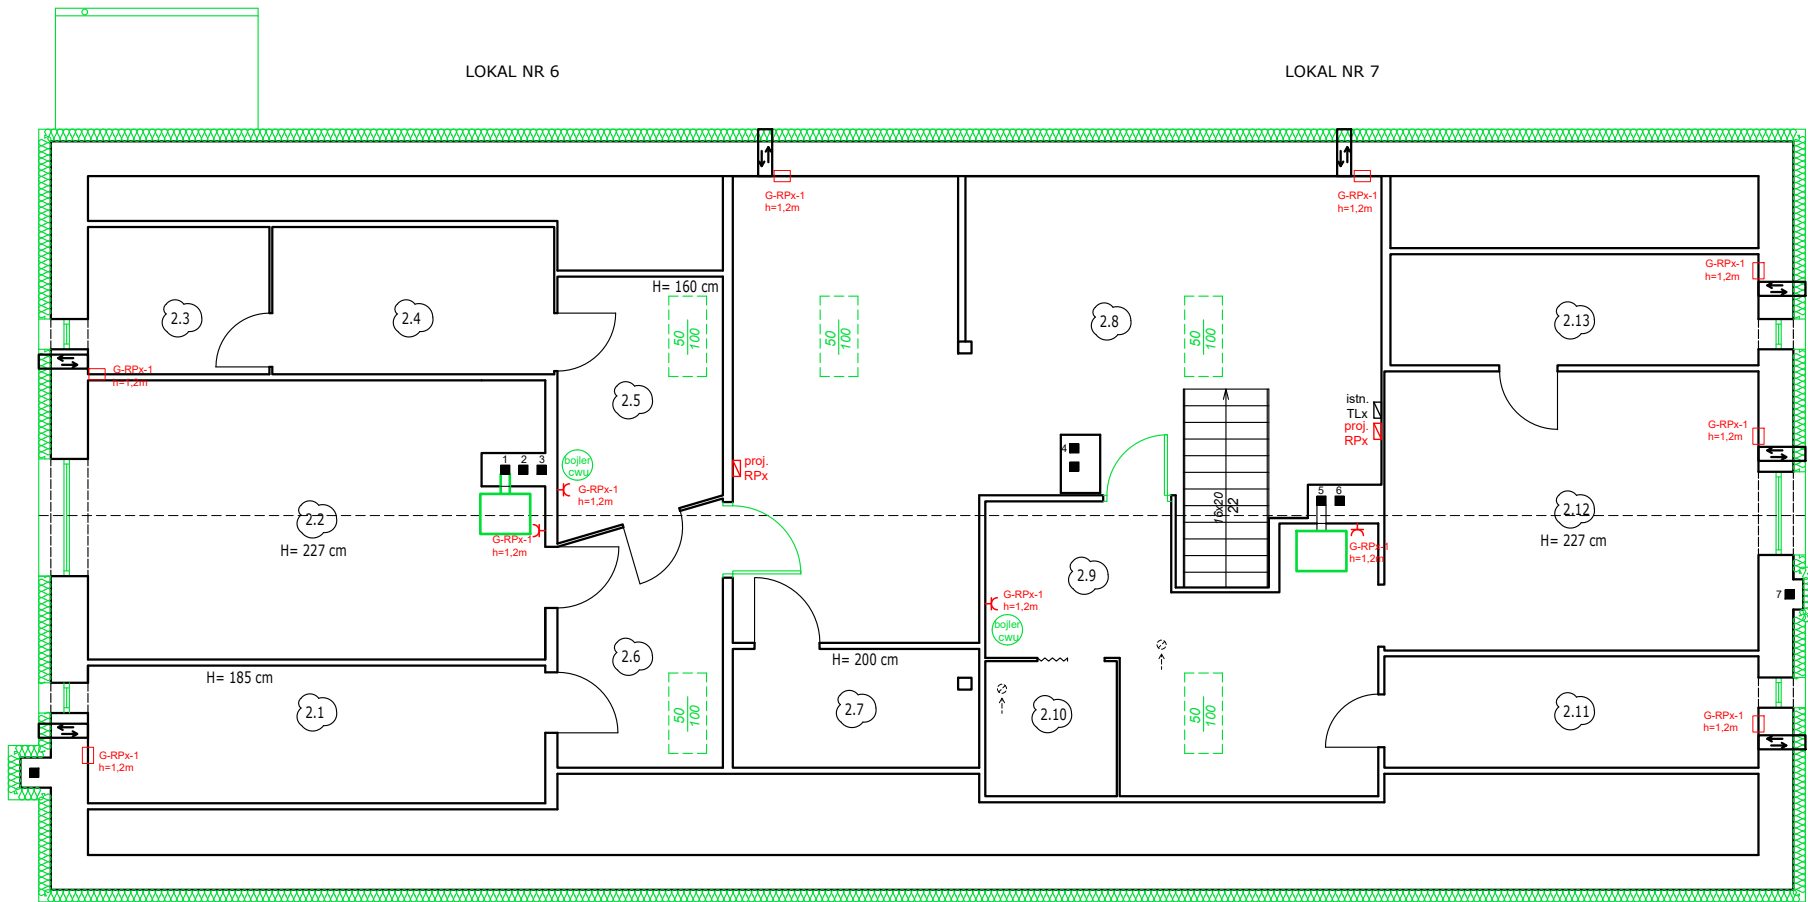 LOKAL NR 6
LOKAL NR 7
G-RPx-1
h=1,2m
G-RPx-1
h=1,2m
G-RPx-1
h=1,2m
H= 160 cm
2.3
2.4
50
100
50
100
2.8
50
100
2.13
G-RPx-1
h=1,2m
2.5
istn.
TLx
proj.
RPx
G-RPx-1
h=1,2m
1
2
3
bojler
cwu
proj.
RPx
4
G-RPx-1
h=1,2m
5
6
16x20
22
2.2
H= 227 cm
G-RPx-1
h=1,2m
2.12
H= 227 cm
G-RPx-1
h=1,2m
2.9
G-RPx-1
h=1,2m
bojler
cwu
7
2.6
H= 200 cm
H= 185 cm
2.1
50
100
2.7
2.10
50
100
2.11
G-RPx-1
h=1,2m
G-RPx-1
h=1,2m